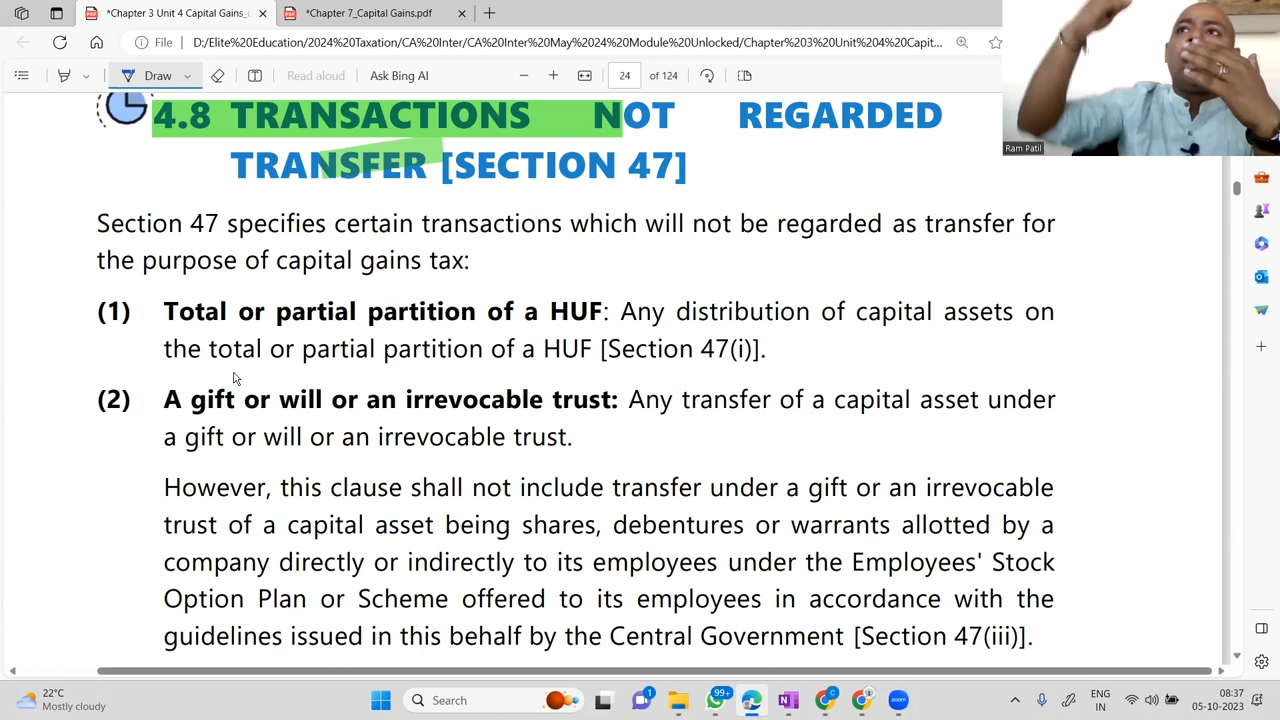 *Chapter 3 Unit 4 Capital Gains_
*Chapter 7_Capital Gains.pdf
File
D:/Elite%20Education/2024%20Taxation/CA%20Inter/CA%20Inter%20May%2024%20Module%20Unlocked/Chapter%203%20Unit%204%20Capit...
Draw
Read aloud
Ask Bing AI
24
of 124
Ram Patil
4.8 TRANSACTIONS NOT REGARDED
TRANSFER [SECTION 47]
Section 47 specifies certain transactions which will not be regarded as transfer for
the purpose of capital gains tax:
(1) Total or partial partition of a HUF: Any distribution of capital assets on
the total or partial partition of a HUF [Section 47(i)].
(2) A gift or will or an irrevocable trust: Any transfer of a capital asset under
a gift or will or an irrevocable trust.
However, this clause shall not include transfer under a gift or an irrevocable
trust of a capital asset being shares, debentures or warrants allotted by a
company directly or indirectly to its employees under the Employees' Stock
Option Plan or Scheme offered to its employees in accordance with the
guidelines issued in this behalf by the Central Government [Section 47(iii)].
22°C
Mostly cloudy
Search
1
99+
zoom
ENG
IN
08:37
05-10-2023